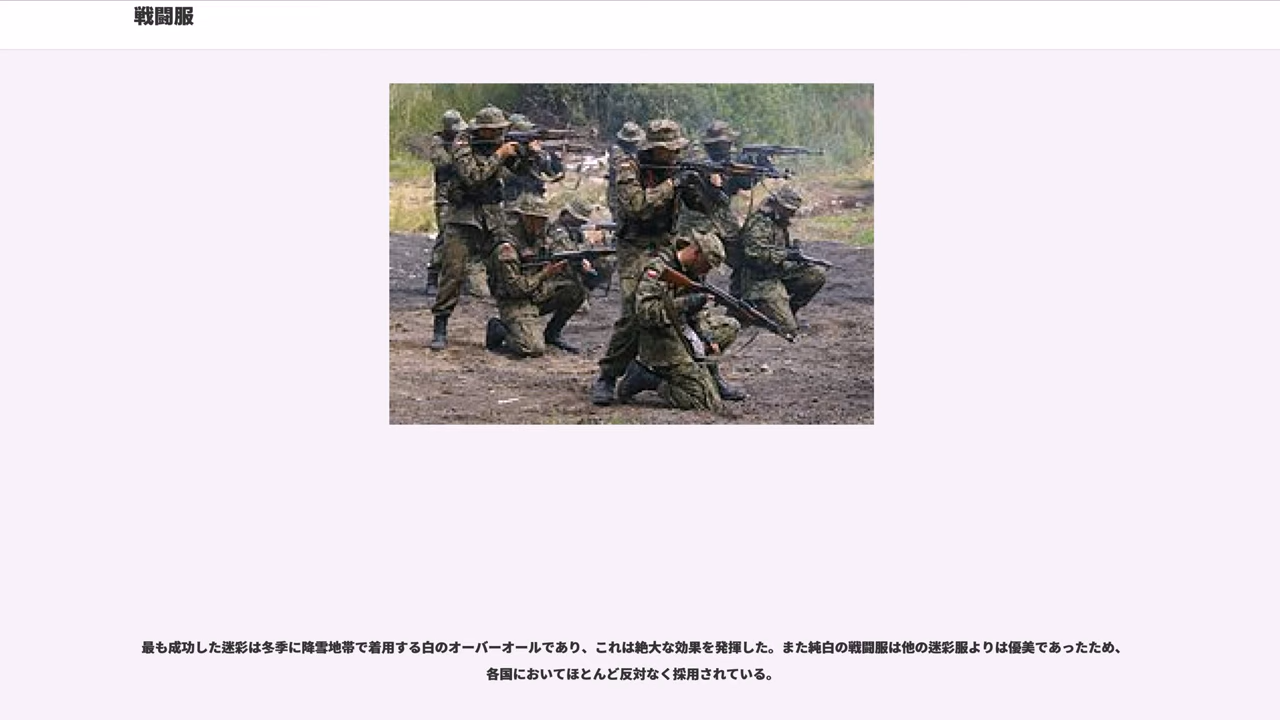 戦闘服
最も成功した迷彩は冬季に降雪地帯で着用する白のオーバーオールであり、これは絶大な効果を発揮した。また純白の戦闘服は他の迷彩服よりは優美であったため、
各国においてほとんど反対なく採用されている。